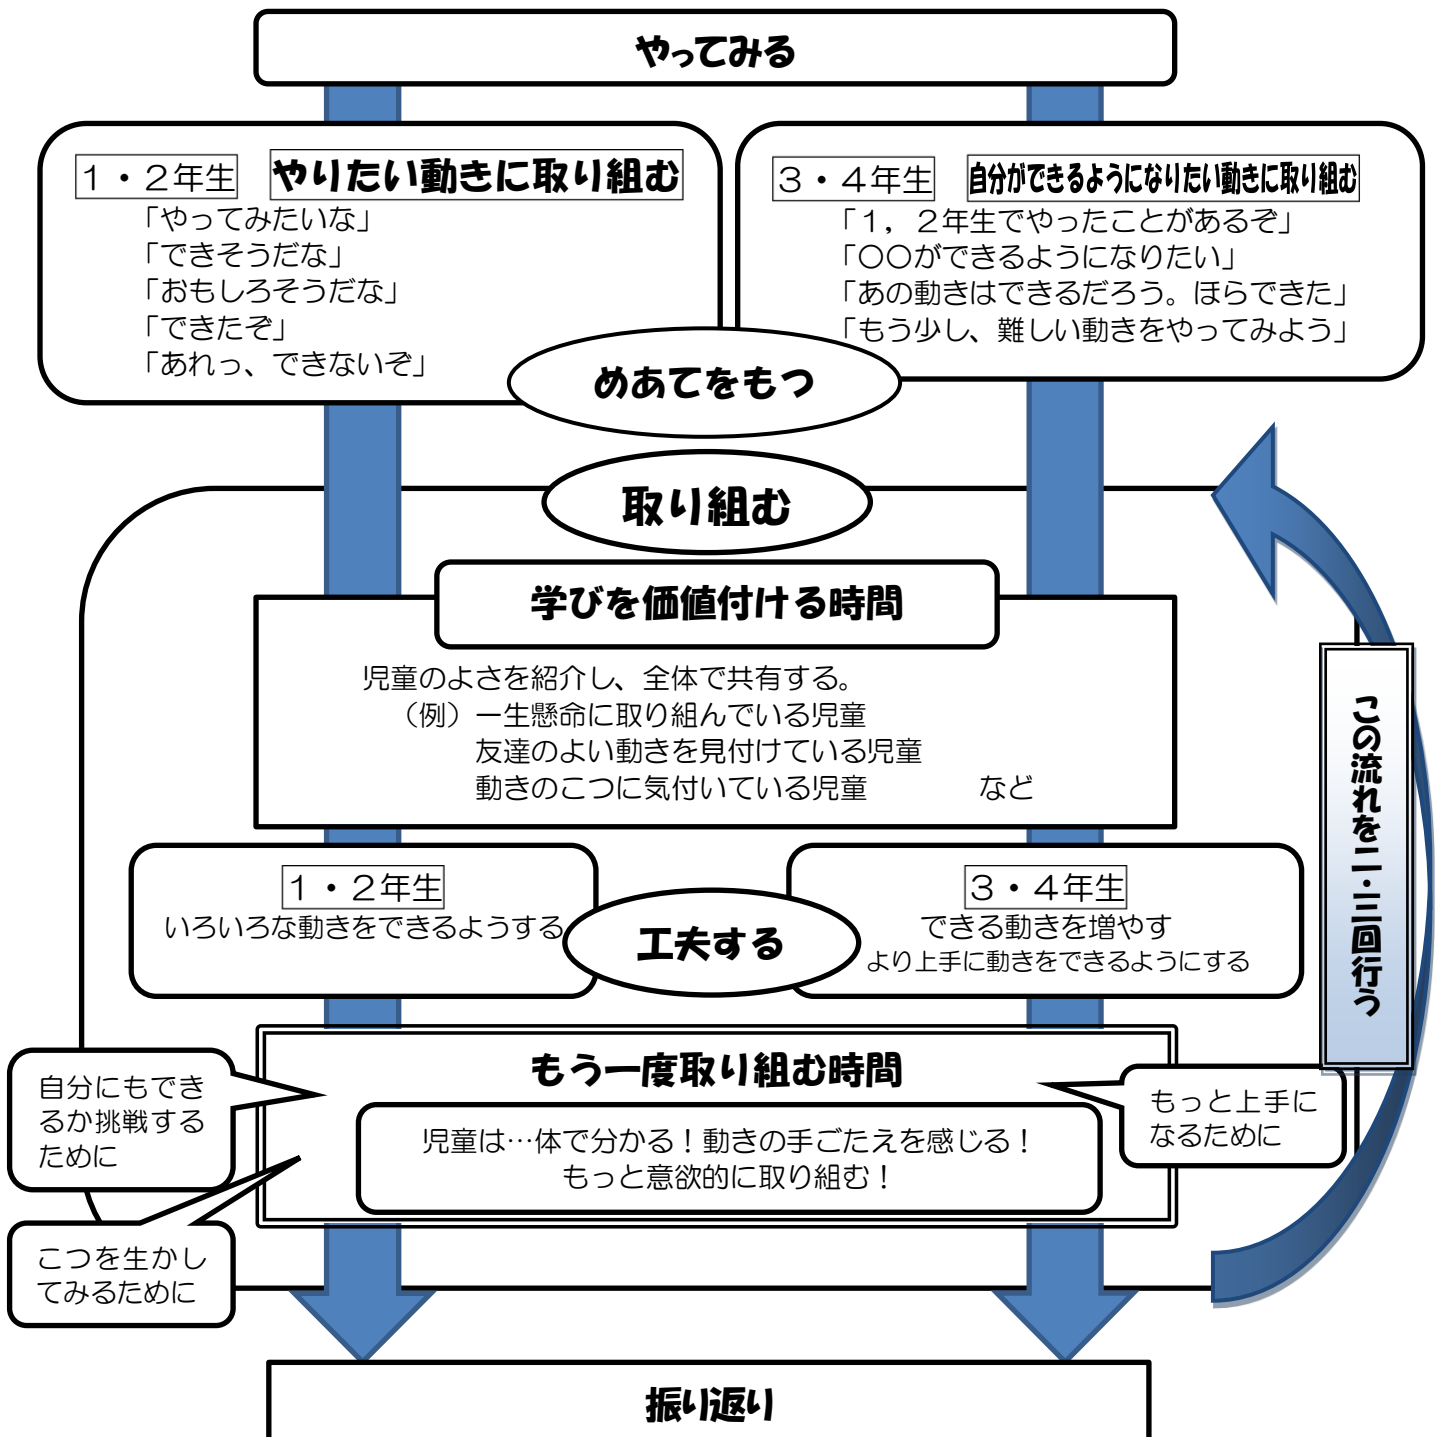 やってみる
1・2年生 やりたい動きに取り組む
「やってみたいな」
「できそうだな」
「おもしろそうだな」
「できたぞ」
「あれっ、できないぞ」
3・4年生 自分ができるようになりたい動きに取り組む
「1，2年生でやったことがあるぞ」
「〇〇ができるようになりたい」
「あの動きはできるだろう。ほらできた」
「もう少し、難しい動きをやってみよう」
めあてをもつ
取り組む
学びを価値付ける時間
児童のよさを紹介し、全体で共有する。
（例）一生懸命に取り組んでいる児童
友達のよい動きを見付けている児童
動きのこつに気付いている児童　など
1・2年生
いろいろな動きをできるようする
工夫する
3・4年生
できる動きを増やす
より上手に動きをできるようにする
もう一度取り組む時間
児童は…体で分かる！動きの手ごたえを感じる！
もっと意欲的に取り組む！
自分にもでき
るか挑戦する
ために
こつを生かし
てみるために
もっと上手に
なるために
この流れを二・三回行う
振り返り